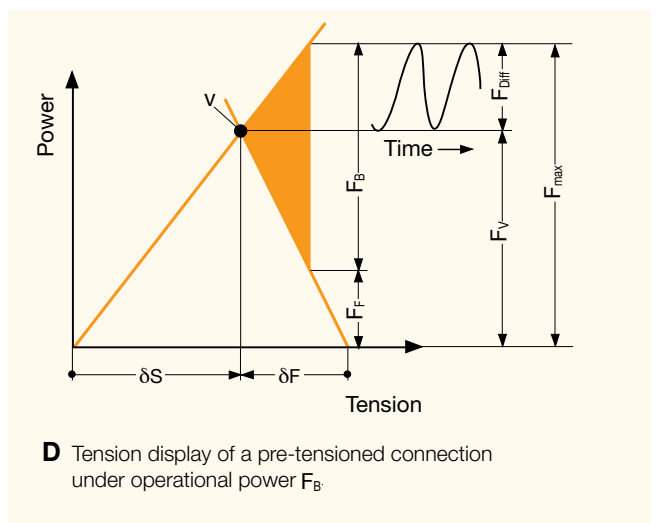 Power
V
Time
F_Diff
F_max
F_B
F_V
F_F
δS
δF
Tension
D Tension display of a pre-tensioned connection
under operational power F_B.